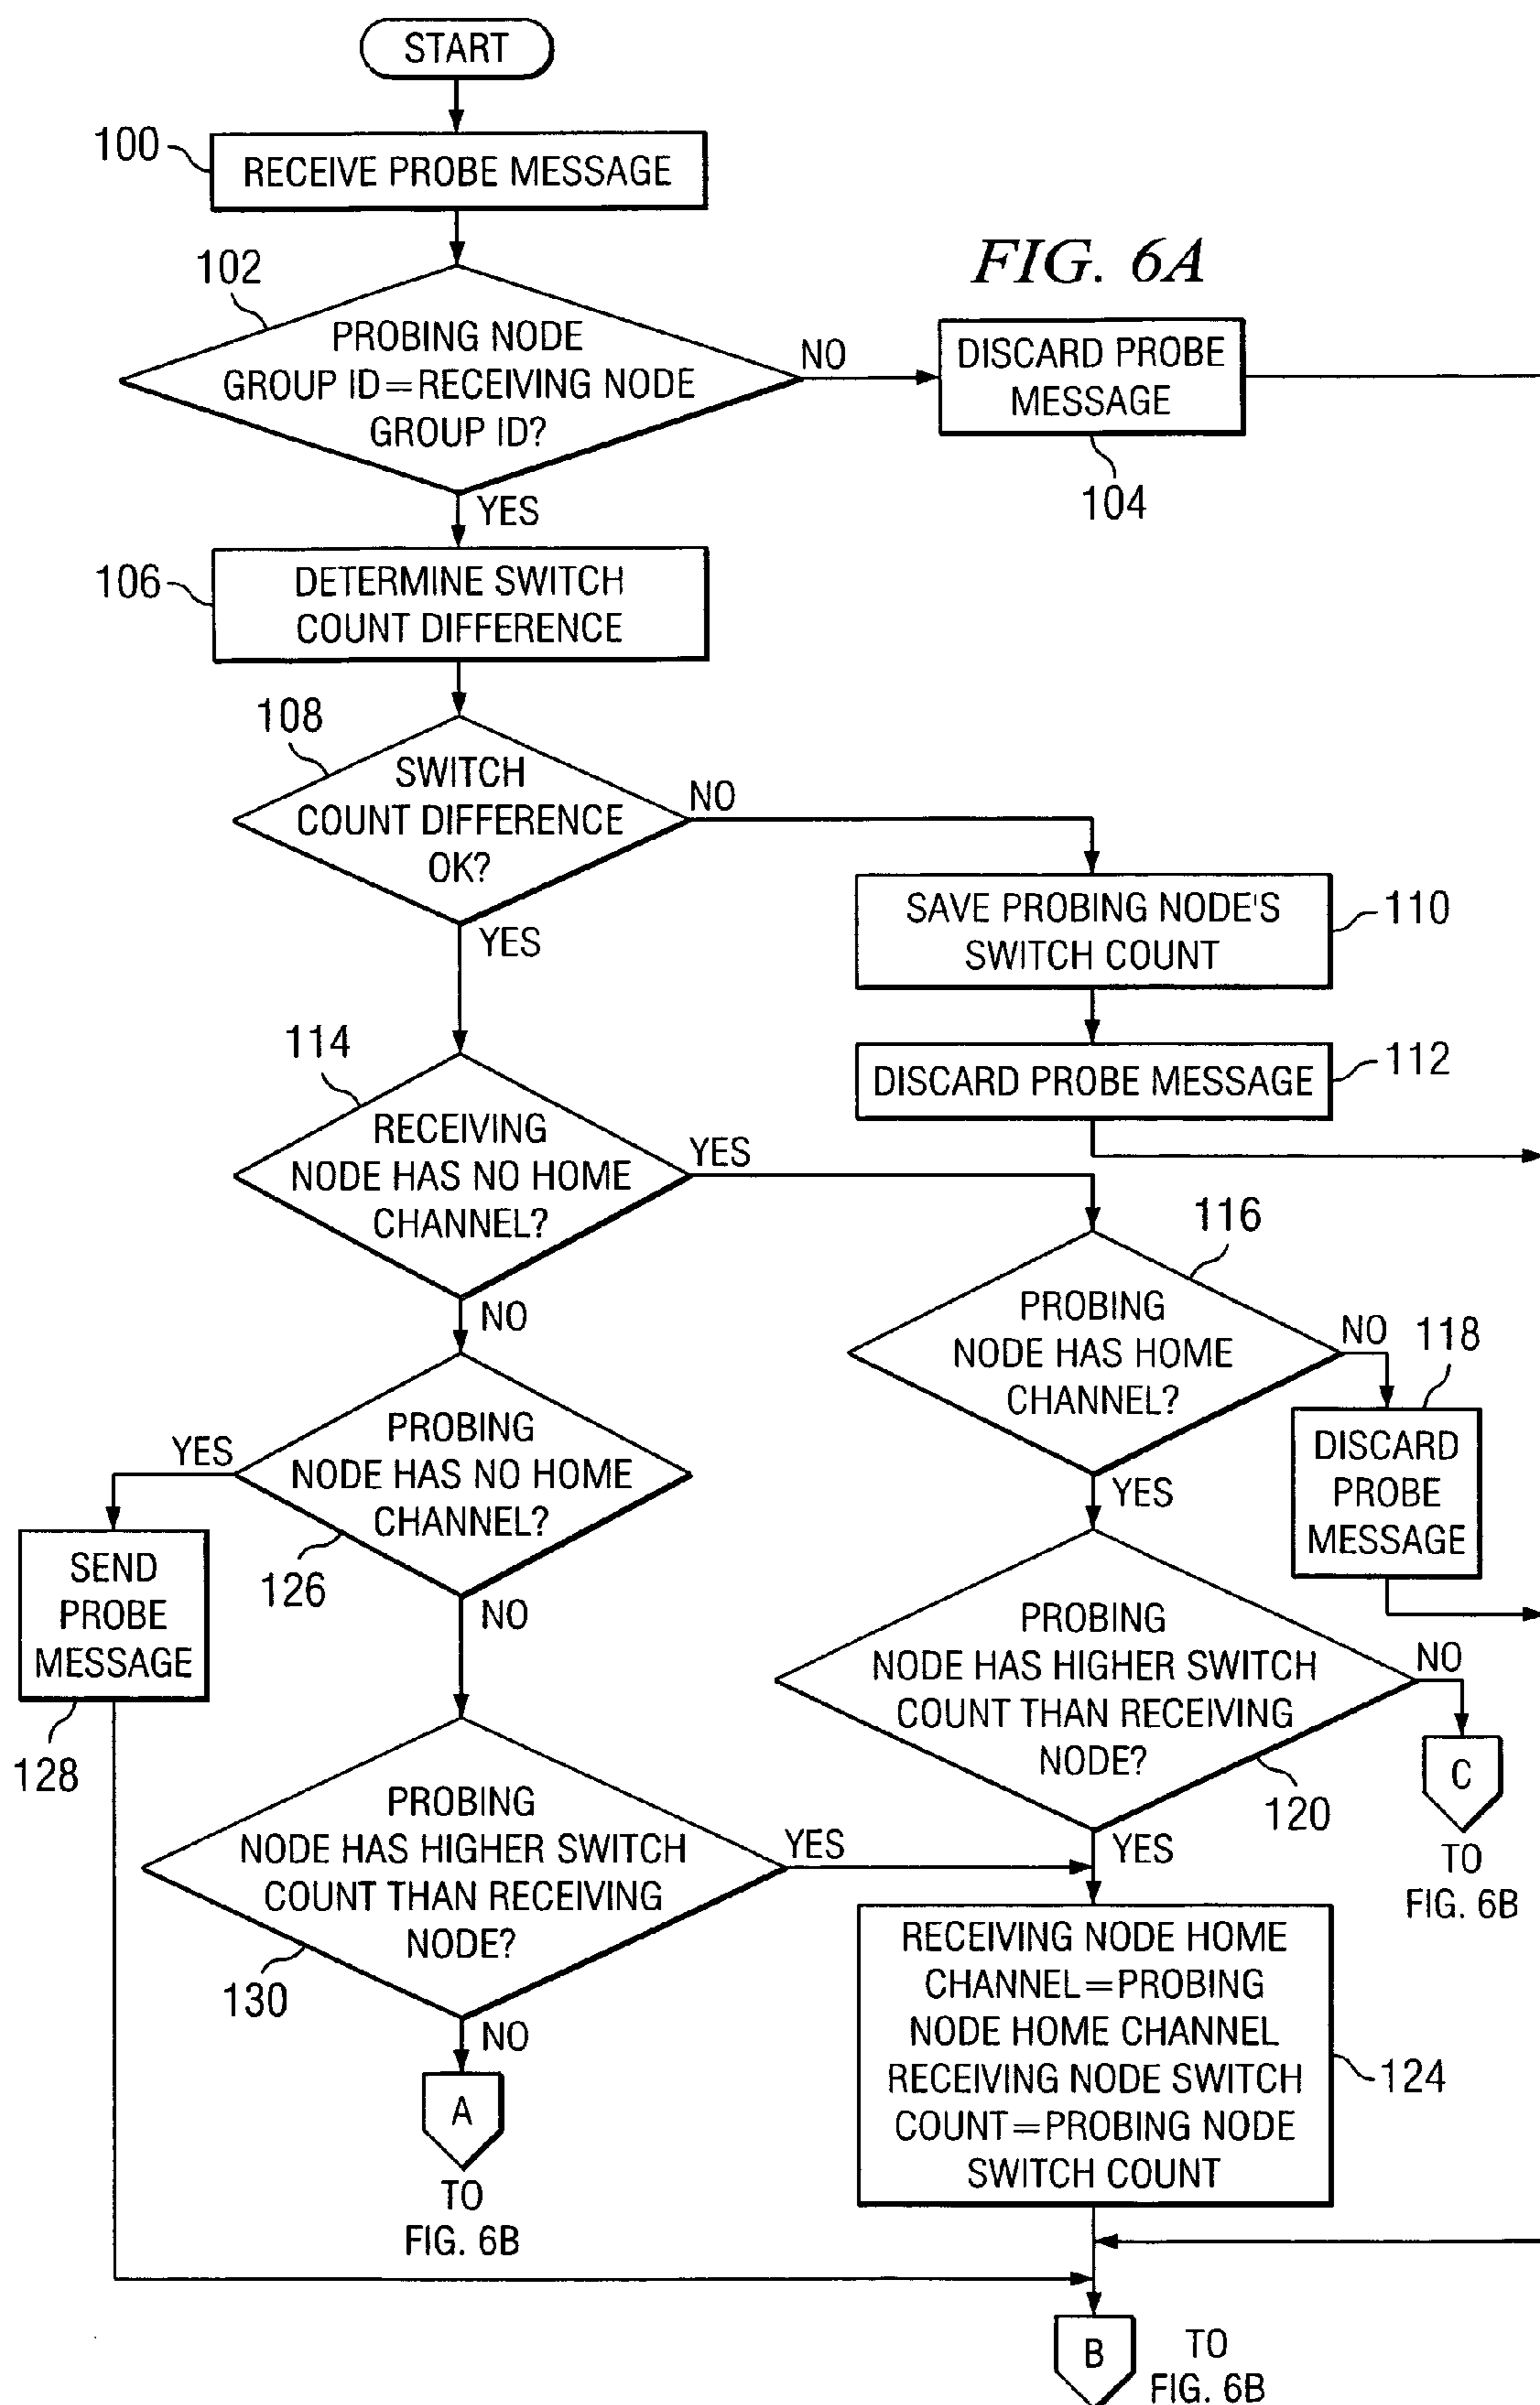 START
100
RECEIVE PROBE MESSAGE
FIG. 6A
102
PROBING NODE
GROUP ID=RECEIVING NODE
GROUP ID?
NO
DISCARD PROBE
MESSAGE
104
YES
106
DETERMINE SWITCH
COUNT DIFFERENCE
108
SWITCH
COUNT DIFFERENCE
OK?
NO
YES
SAVE PROBING NODE'S
SWITCH COUNT
110
DISCARD PROBE MESSAGE
112
114
RECEIVING
NODE HAS NO HOME
CHANNEL?
YES
NO
116
PROBING
NODE HAS HOME
CHANNEL?
NO
118
DISCARD
PROBE
MESSAGE
YES
PROBING
NODE HAS NO HOME
CHANNEL?
YES
126
NO
SEND
PROBE
MESSAGE
128
PROBING
NODE HAS HIGHER SWITCH
COUNT THAN RECEIVING
NODE?
NO
120
YES
C
TO
FIG. 6B
PROBING
NODE HAS HIGHER SWITCH
COUNT THAN RECEIVING
NODE?
YES
130
NO
A
TO
FIG. 6B
RECEIVING NODE HOME
CHANNEL=PROBING
NODE HOME CHANNEL
RECEIVING NODE SWITCH
COUNT=PROBING NODE
SWITCH COUNT
124
B
TO
FIG. 6B